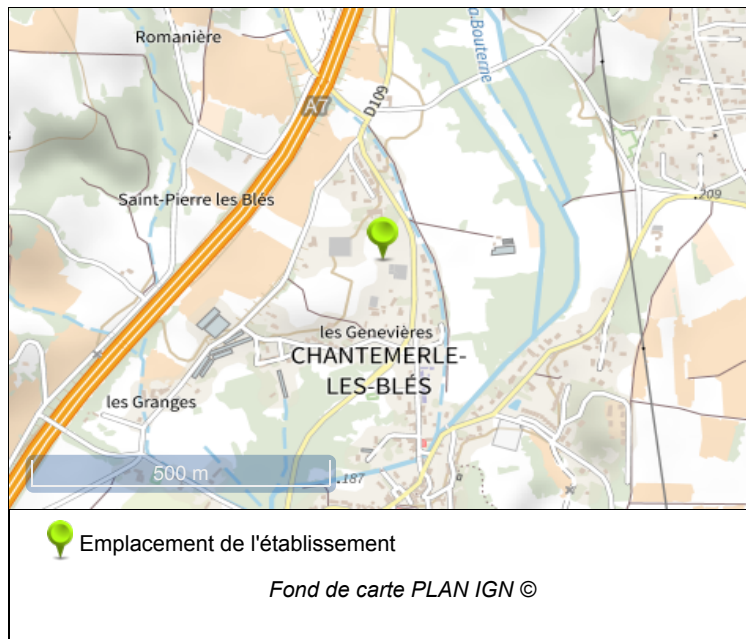 Romanière
a.Bouterne
A7
D109
Saint-Pierre les Blés
209
les Genevières
CHANTEMERLE-
LES-BLÉS
les Granges
500 m
187
Emplacement de l'établissement
Fond de carte PLAN IGN ©